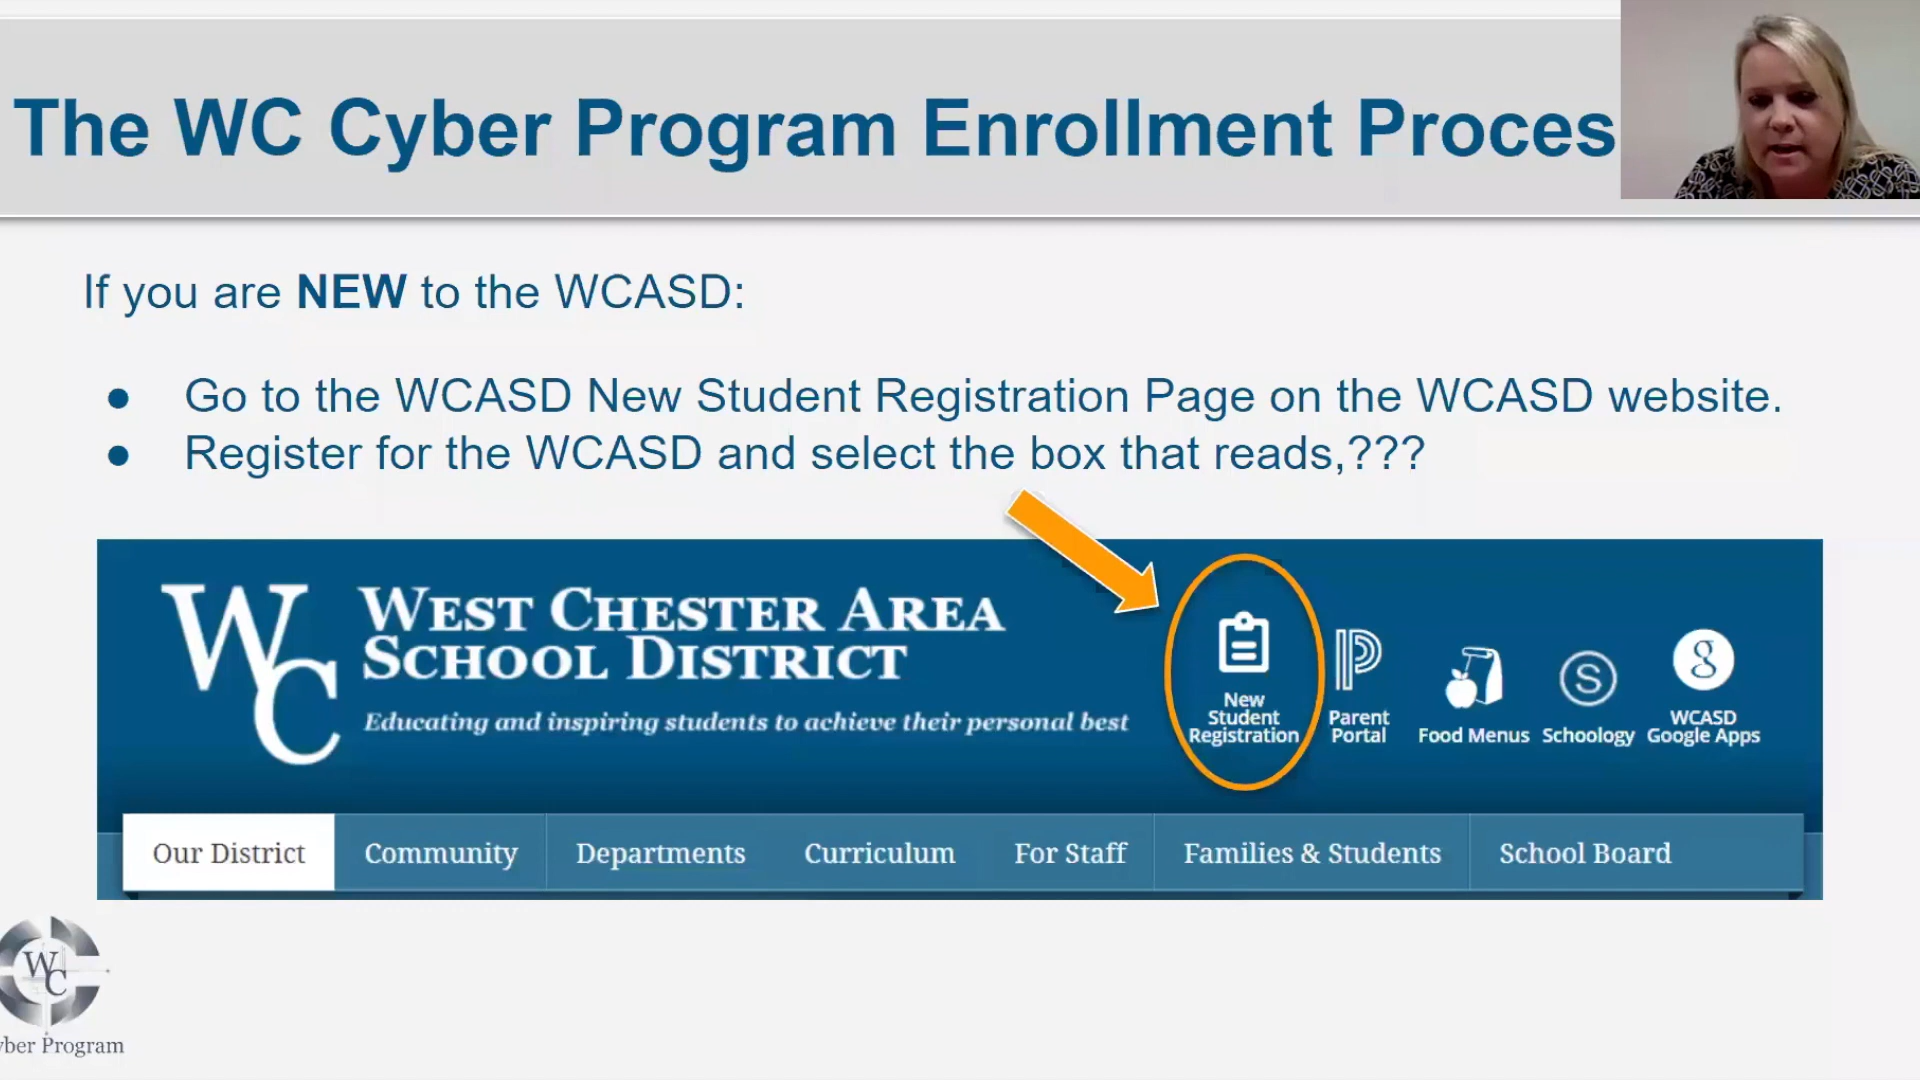 The WC Cyber Program Enrollment Proces
If you are NEW to the WCASD:
● Go to the WCASD New Student Registration Page on the WCASD website.
● Register for the WCASD and select the box that reads,???
WC
WEST CHESTER AREA
SCHOOL DISTRICT
Educating and inspiring students to achieve their personal best
New
Student
Registration
Parent
Portal
Food Menus
S
Schoology
g
WCASD
Google Apps
Our District Community Departments Curriculum For Staff Families & Students School Board
WC
yber Program